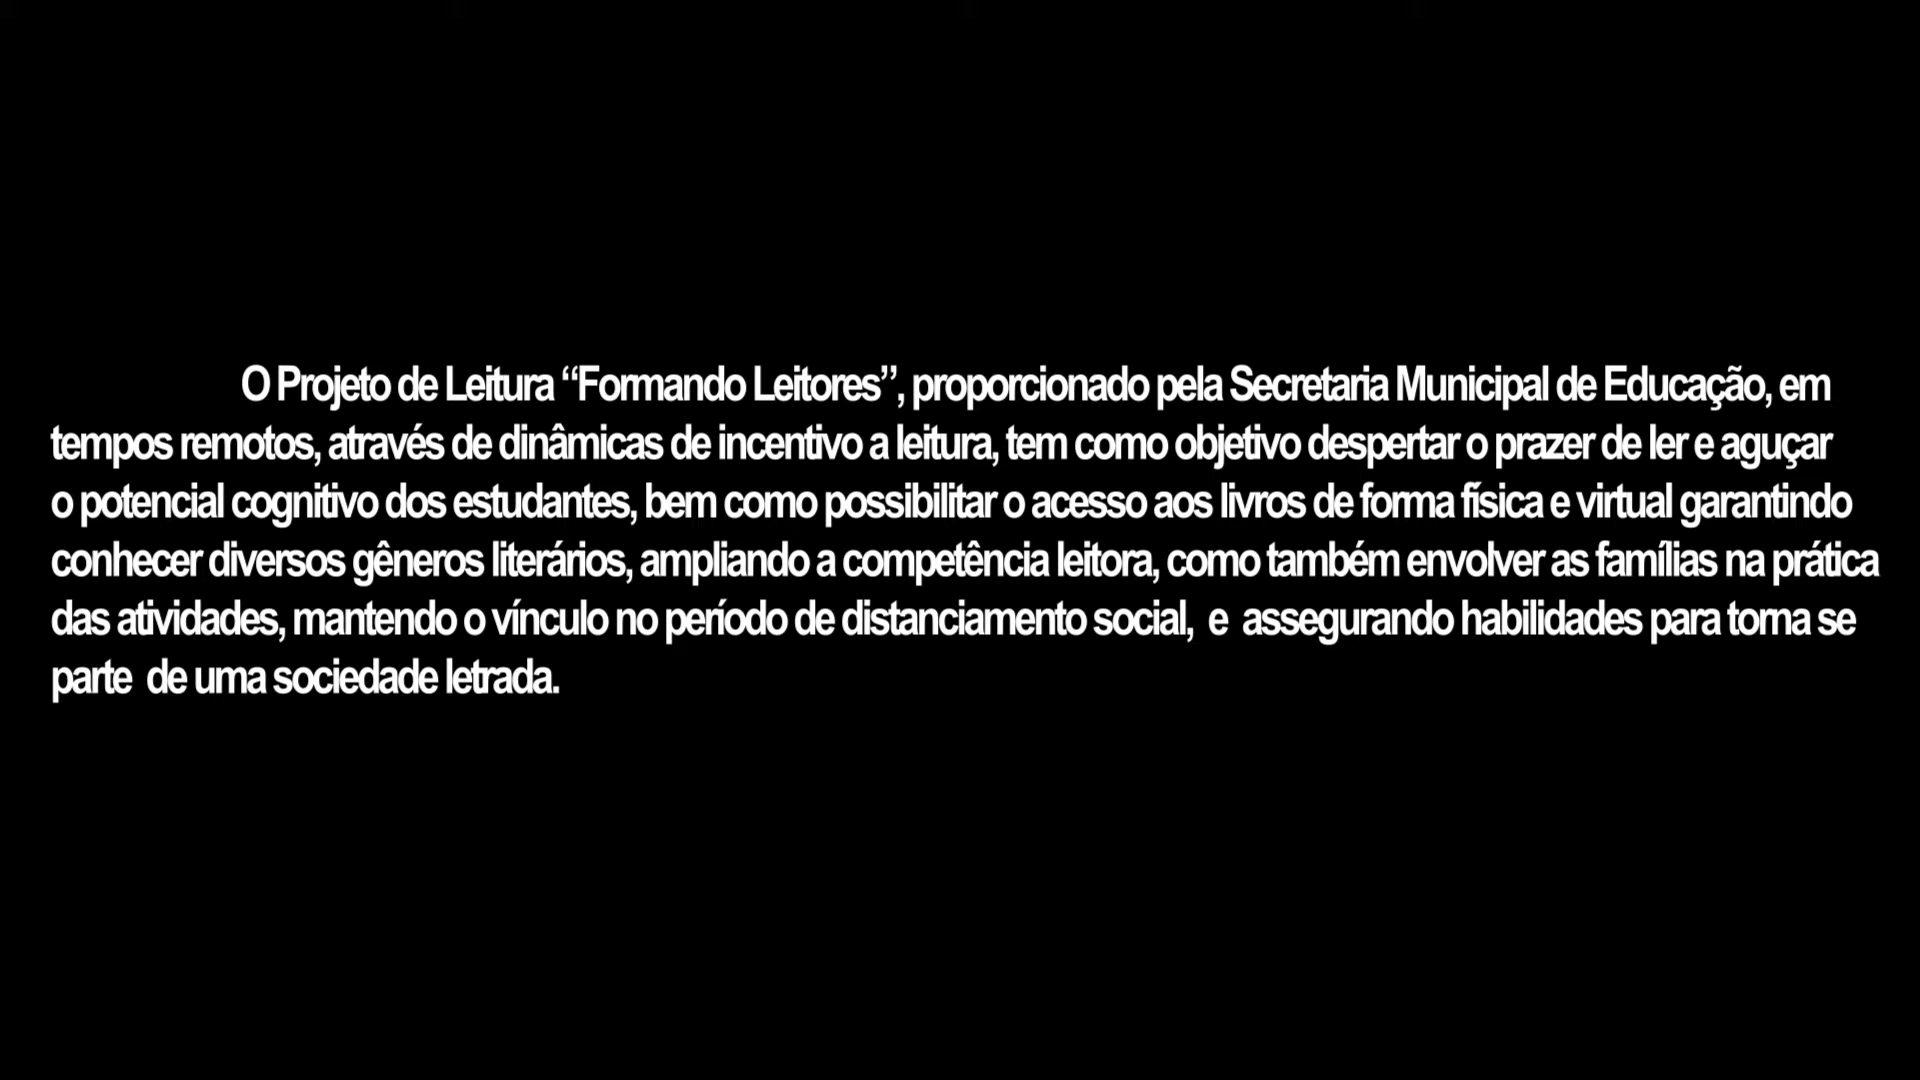 O Projeto de Leitura “Formando Leitores”, proporcionado pela Secretaria Municipal de Educação, em
tempos remotos, através de dinâmicas de incentivo a leitura, tem como objetivo despertar o prazer de ler e aguçar
o potencial cognitivo dos estudantes, bem como possibilitar o acesso aos livros de forma física e virtual garantindo
conhecer diversos gêneros literários, ampliando a competência leitora, como também envolver as famílias na prática
das atividades, mantendo o vínculo no período de distanciamento social, e assegurando habilidades para torna se
parte de uma sociedade letrada.